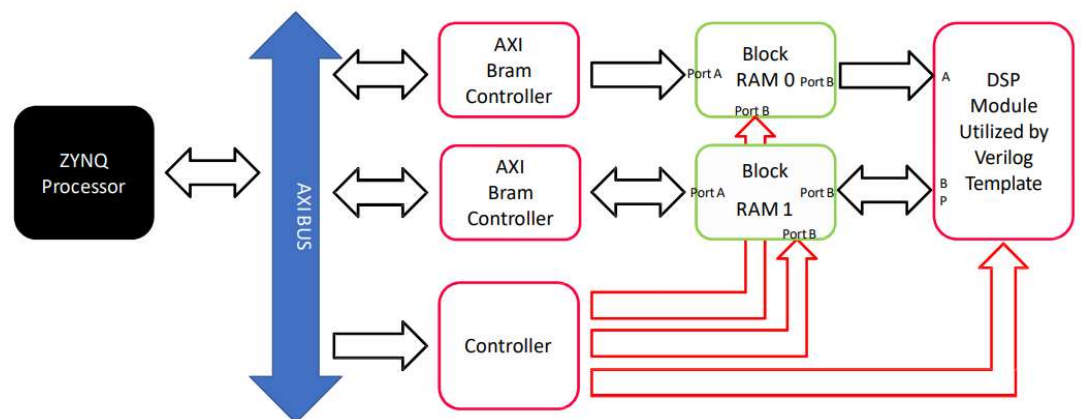 ZYNQ
Processor
AXI BUS
AXI
Bram
Controller
Port A
Block
RAM 0
Port B
Port B
A
DSP
Module
Utilized by
Verilog
Template
AXI
Bram
Controller
Port A
Block
RAM 1
Port B
Port B
B
P
Controller